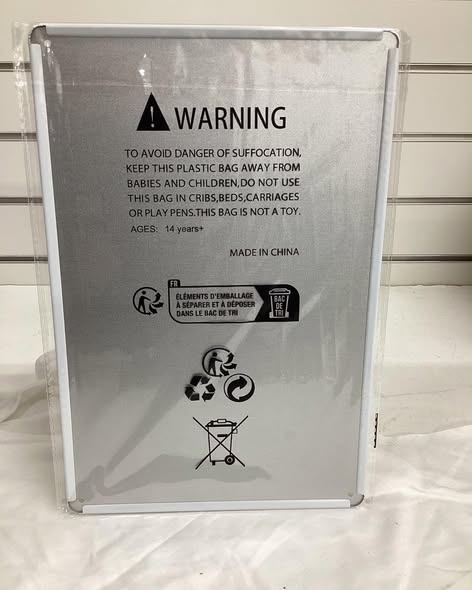 WARNING
TO AVOID DANGER OF SUFFOCATION,
KEEP THIS PLASTIC BAG AWAY FROM
BABIES AND CHILDREN,DO NOT USE
THIS BAG IN CRIBS,BEDS,CARRIAGES
OR PLAY PENS.THIS BAG IS NOT A TOY.
AGES: 14 years+
MADE IN CHINA
FR
ÉLÉMENTS D'EMBALLAGE
À SÉPARER ET À DÉPOSER
DANS LE BAC DE TRI
BAC
DE
TRI